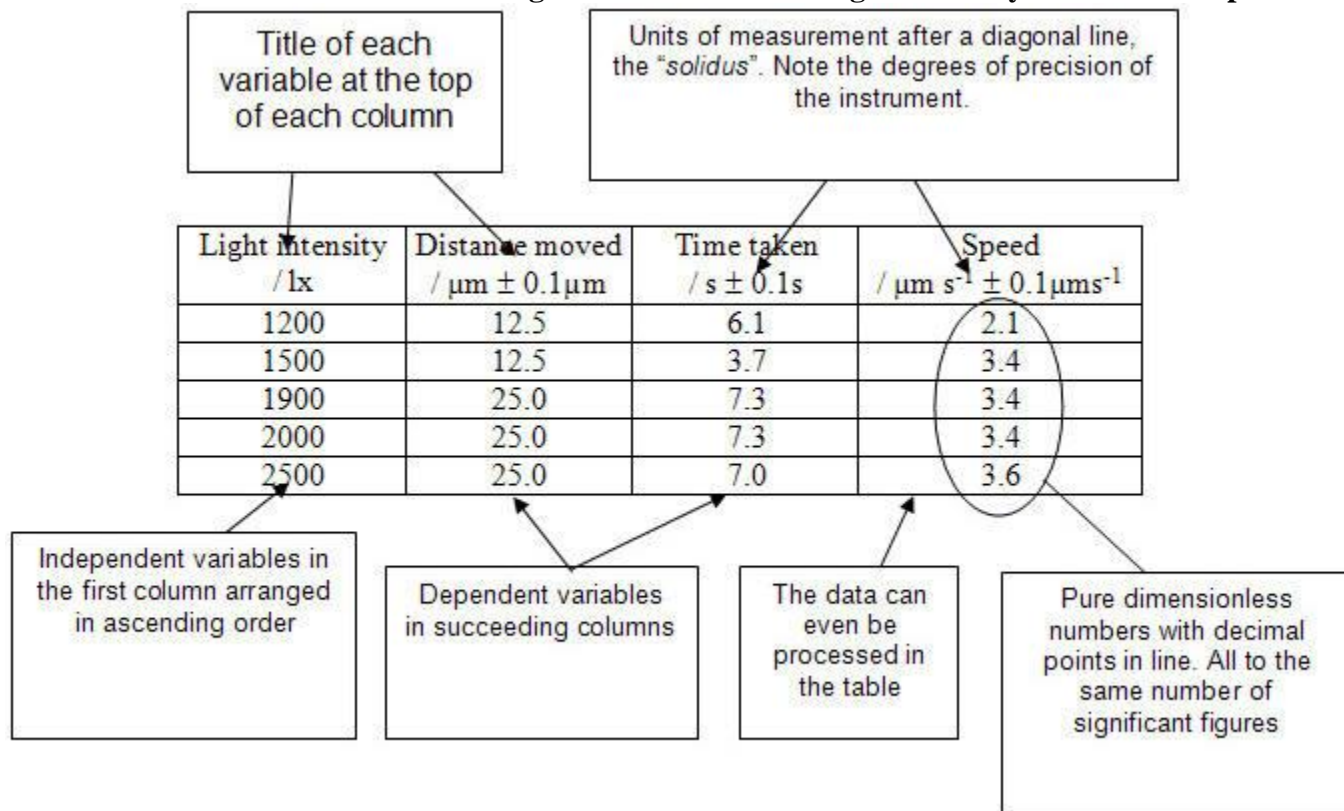 Title of each
variable at the top
of each column
Units of measurement after a diagonal line,
the "solidus". Note the degrees of precision of
the instrument.
Light intensity Distance moved Time taken Speed
/ lx / μm ± 0.1μm / s ± 0.1s / μm s⁻¹ ± 0.1μms⁻¹
1200 12.5 6.1 2.1
1500 12.5 3.7 3.4
1900 25.0 7.3 3.4
2000 25.0 7.3 3.4
2500 25.0 7.0 3.6
Independent variables in
the first column arranged
in ascending order
Dependent variables
in succeeding columns
The data can
even be
processed in
the table
Pure dimensionless
numbers with decimal
points in line. All to the
same number of
significant figures